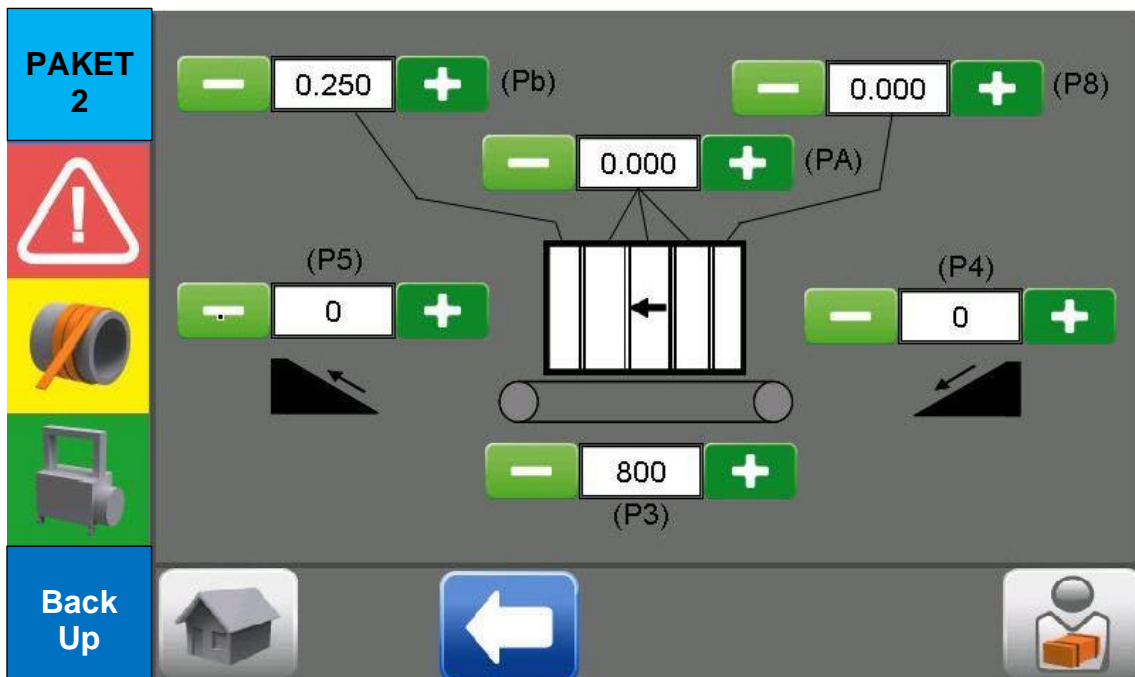 PAKET
2
0.250
(Pb)
0.000
(P8)
0.000
(PA)
(P5)
0
(P4)
0
800
(P3)
Back
Up